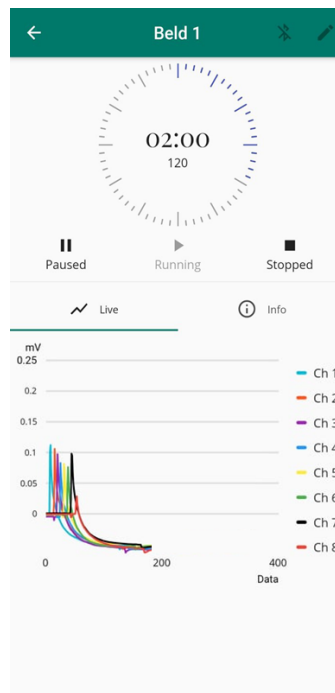 Beld 1
02:00
120
Paused
Running
Stopped
Live
Info
mV
0.25
0.2
0.15
0.1
0.05
0
Ch 1
Ch 2
Ch 3
Ch 4
Ch 5
Ch 6
Ch 7
Ch 8
0
200
400
Data